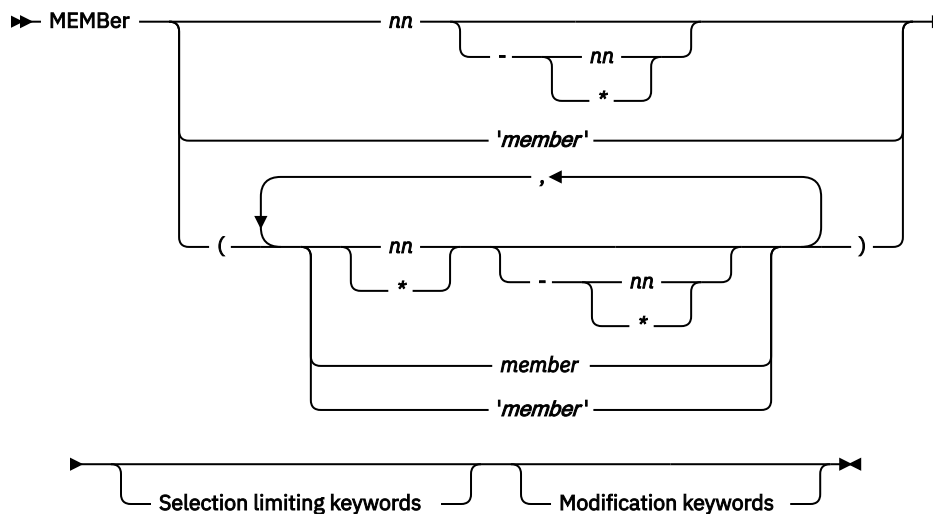 MEMBer nn
- nn
*
'member'
,
( nn )
* - nn
*
member
'member'
Selection limiting keywords Modification keywords